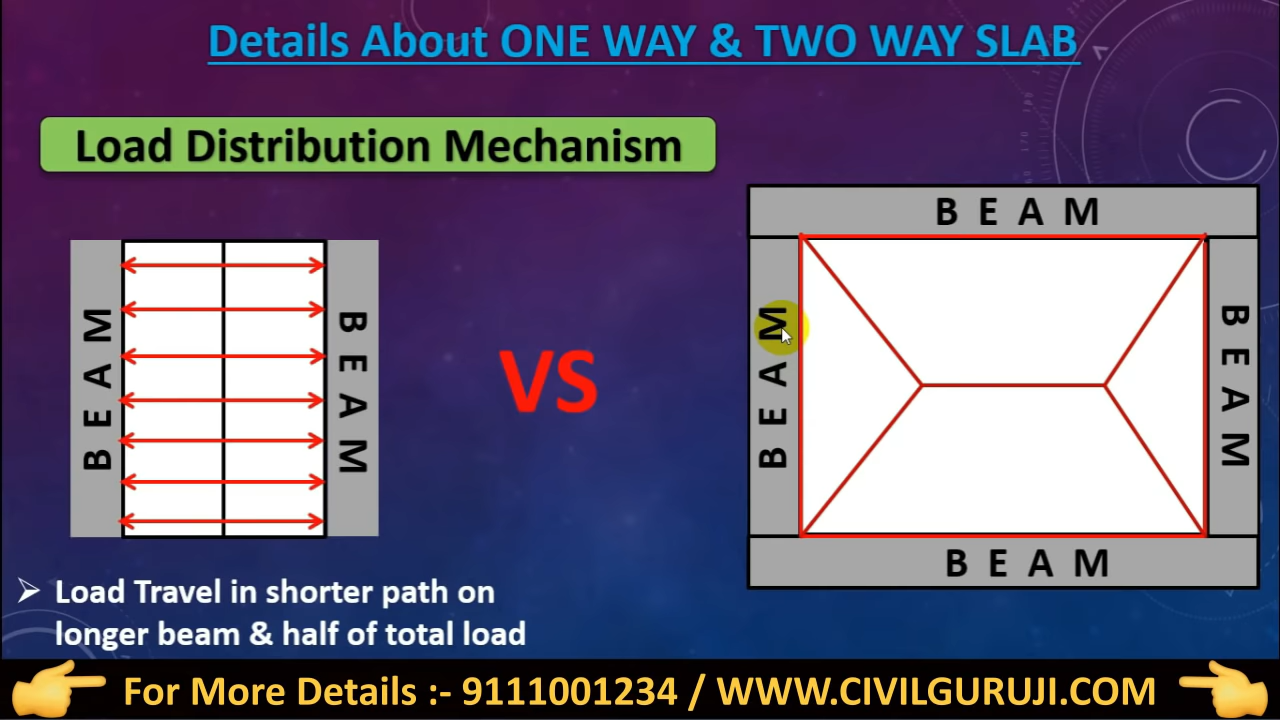 Details About ONE WAY & TWO WAY SLAB
Load Distribution Mechanism
BEAM
BEAM
VS
BEAM
BEAM
BEAM
BEAM
➢ Load Travel in shorter path on
longer beam & half of total load
For More Details :- 9111001234 / WWW.CIVILGURUJI.COM